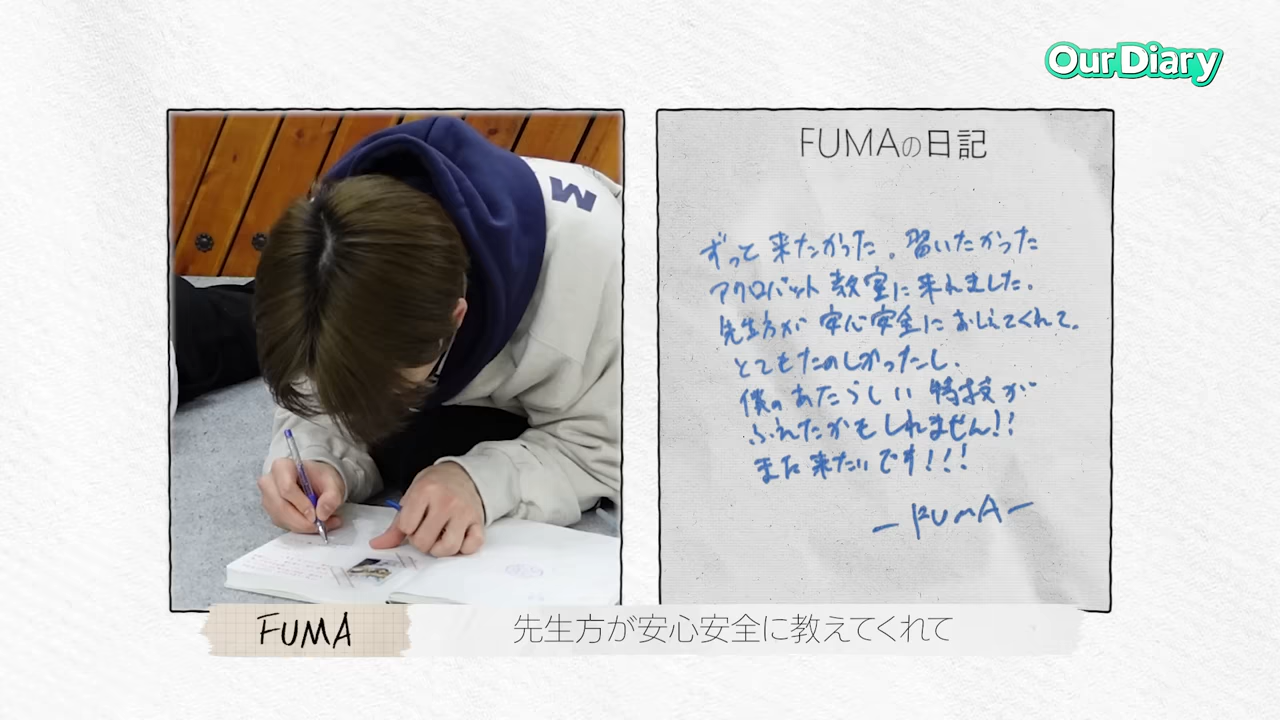 Our Diary
M
FUMAの日記
ずって来たかった。習いたかった
アクロバット教室に来れました。
先生方が安心安全におしえてくれて。
とてもたのしかったし、
僕のあたらしい特技が
ふえたかもしれません!!
また来たいです!!!
—FUMA—
FUMA
先生方が安心安全に教えてくれて